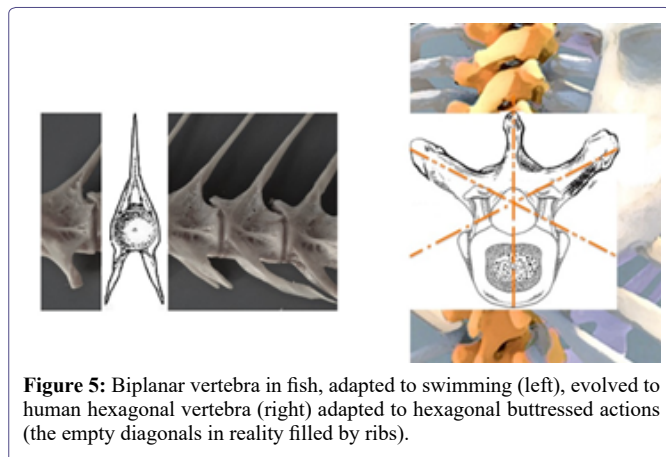 Figure 5: Biplanar vertebra in fish, adapted to swimming (left), evolved to
human hexagonal vertebra (right) adapted to hexagonal buttressed actions
(the empty diagonals in reality filled by ribs).